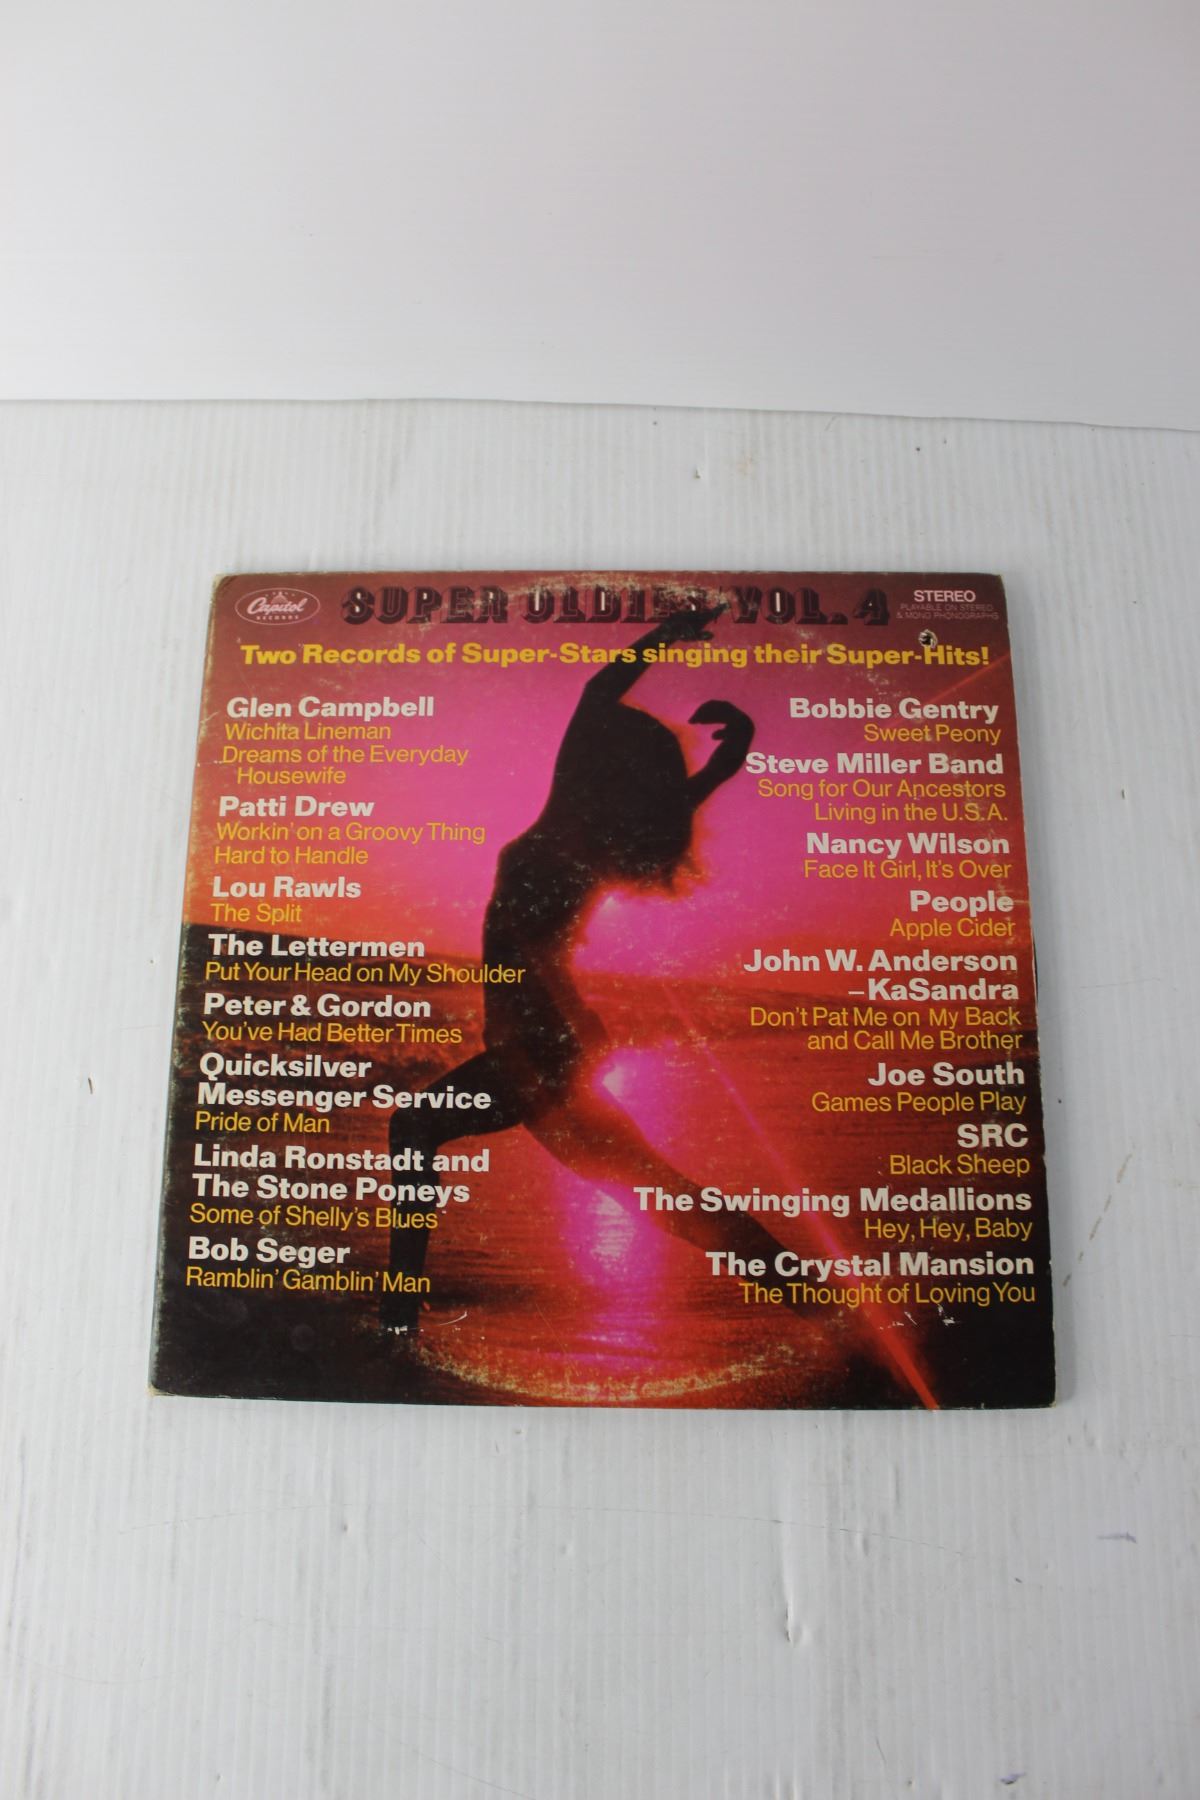 Capitol
RECORDS
SUPER OLDIES/VOL. 4
STEREO
PLAYABLE ON STEREO
& MONO PHONOGRAPHS
Two Records of Super-Stars singing their Super-Hits!
Glen Campbell
Wichita Lineman
Dreams of the Everyday
Housewife
Patti Drew
Workin' on a Groovy Thing
Hard to Handle
Lou Rawls
The Split
The Lettermen
Put Your Head on My Shoulder
Peter & Gordon
You've Had Better Times
Quicksilver
Messenger Service
Pride of Man
Linda Ronstadt and
The Stone Poneys
Some of Shelly's Blues
Bob Seger
Ramblin' Gamblin' Man
Bobbie Gentry
Sweet Peony
Steve Miller Band
Song for Our Ancestors
Living in the U.S.A.
Nancy Wilson
Face It Girl, It's Over
People
Apple Cider
John W. Anderson
–KaSandra
Don't Pat Me on My Back
and Call Me Brother
Joe South
Games People Play
SRC
Black Sheep
The Swinging Medallions
Hey, Hey, Baby
The Crystal Mansion
The Thought of Loving You